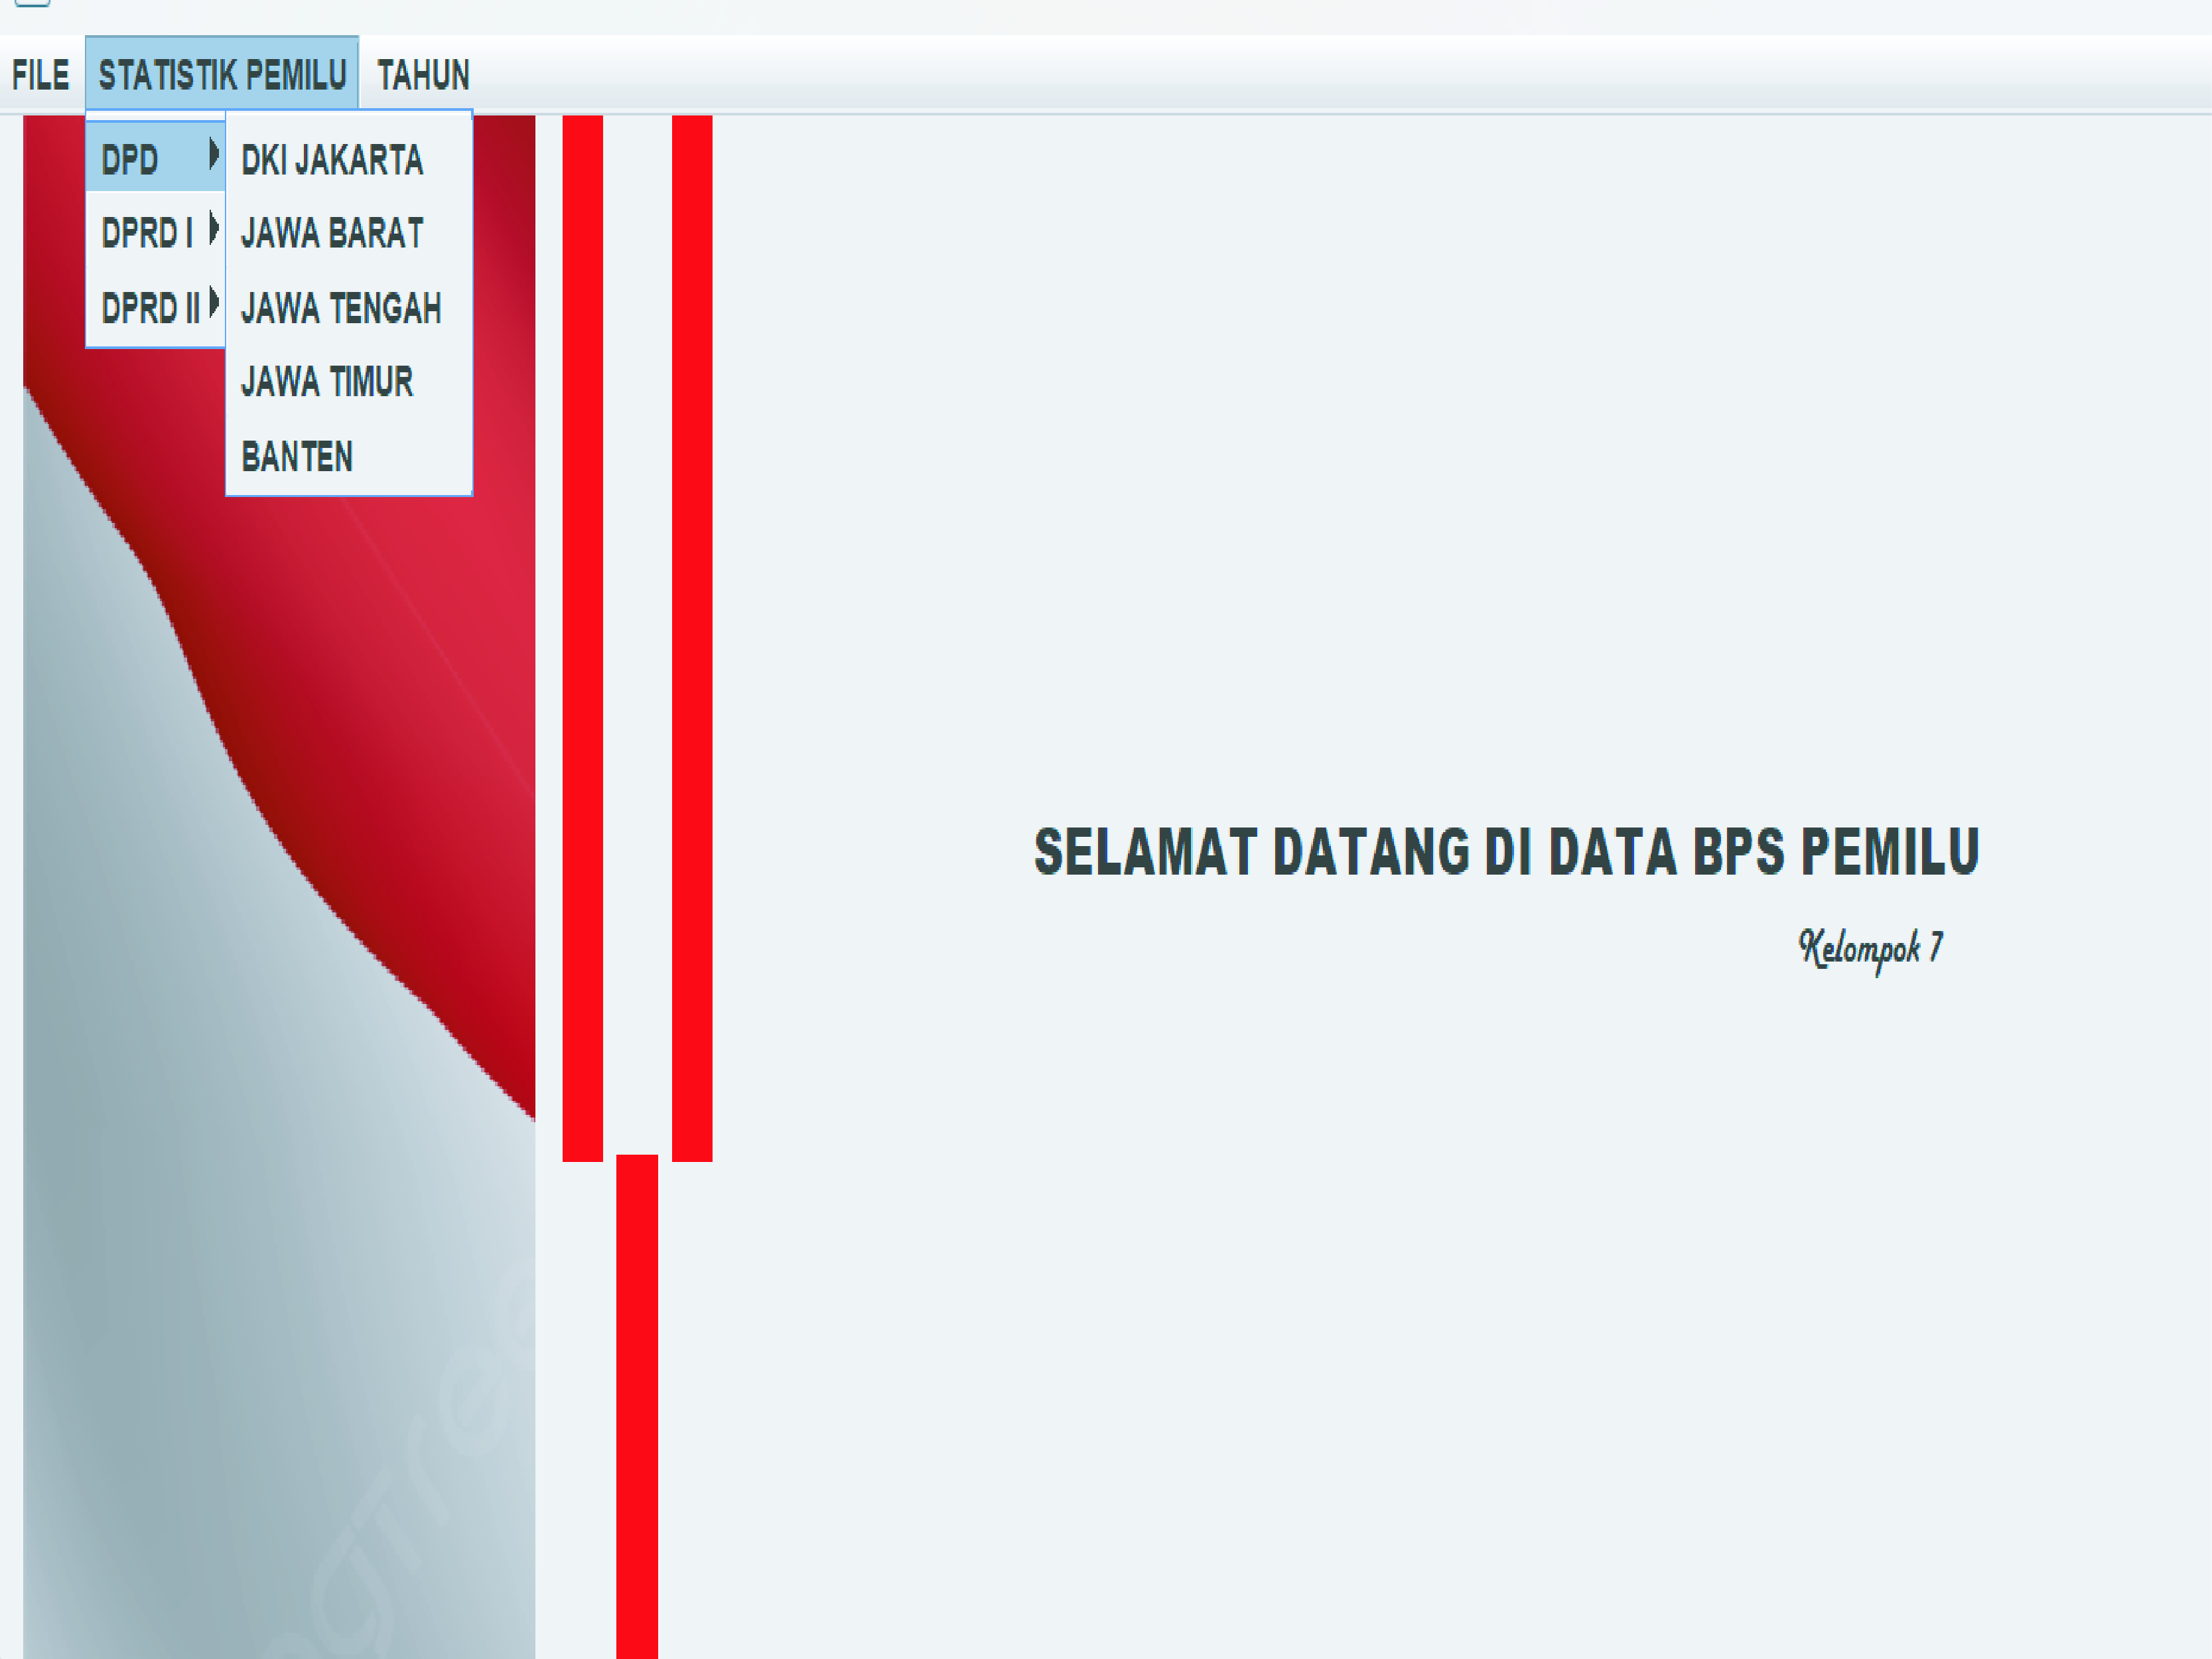 FILE STATISTIK PEMILU TAHUN
DPD
DPRD I
DPRD II
DKI JAKARTA
JAWA BARAT
JAWA TENGAH
JAWA TIMUR
BANTEN
SELAMAT DATANG DI DATA BPS PEMILU
Kelompok 7